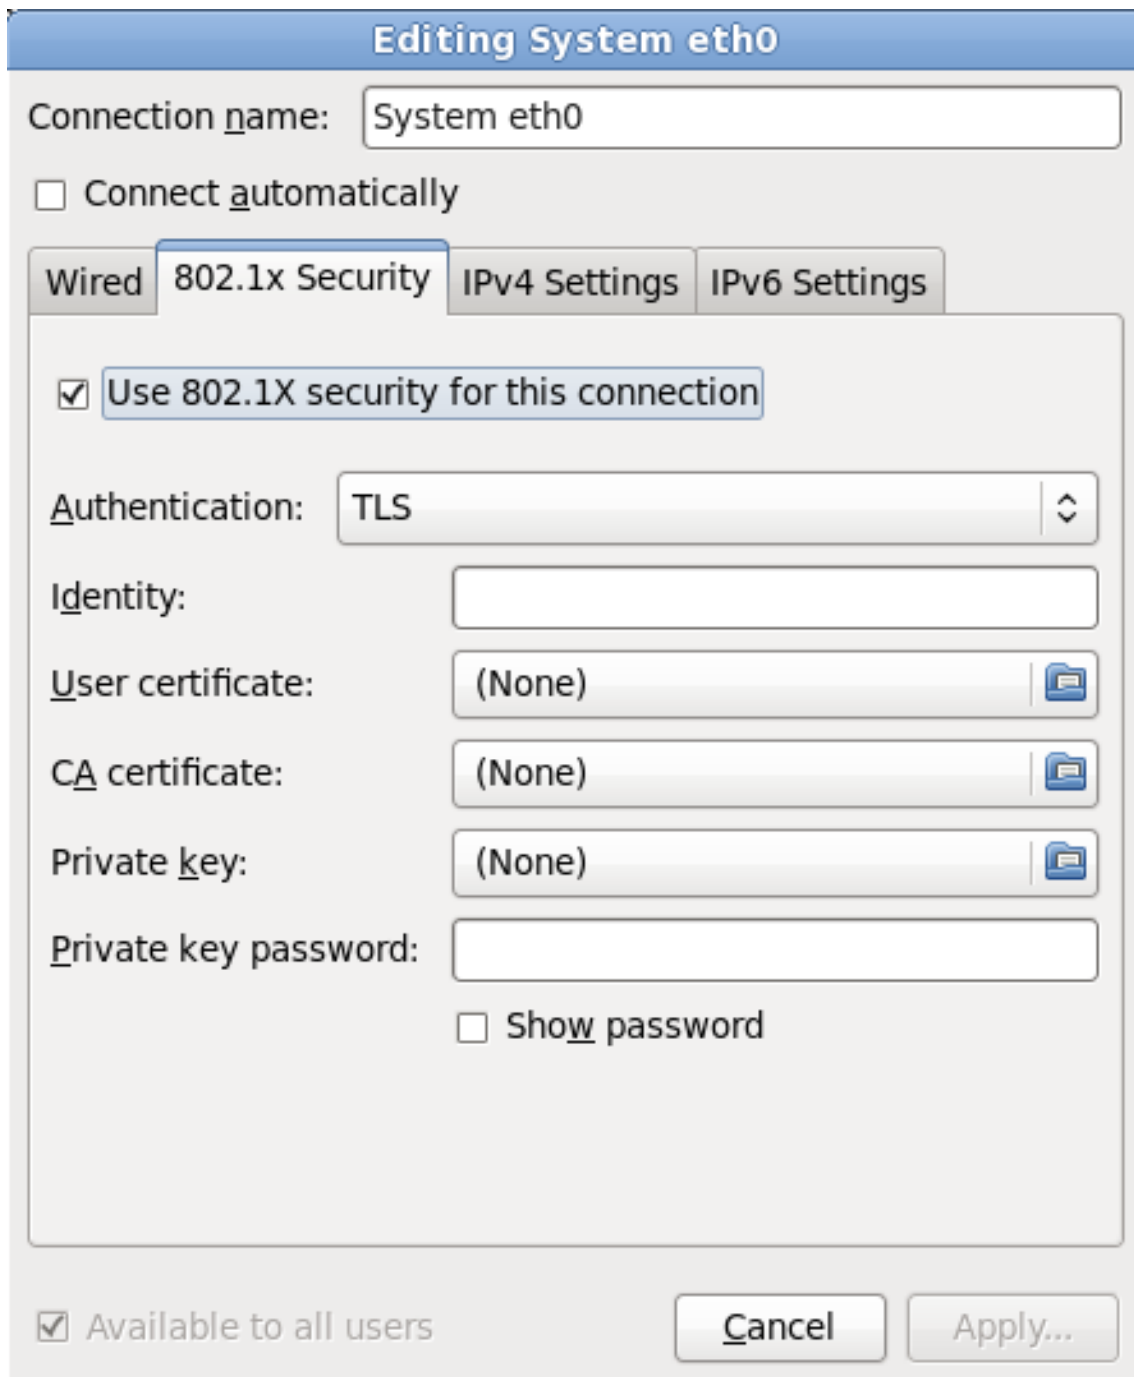 Editing System eth0
Connection name: System eth0
Connect automatically
Wired 802.1x Security IPv4 Settings IPv6 Settings
Use 802.1X security for this connection
Authentication: TLS
Identity:
User certificate: (None)
CA certificate: (None)
Private key: (None)
Private key password:
Show password
Available to all users Cancel Apply...